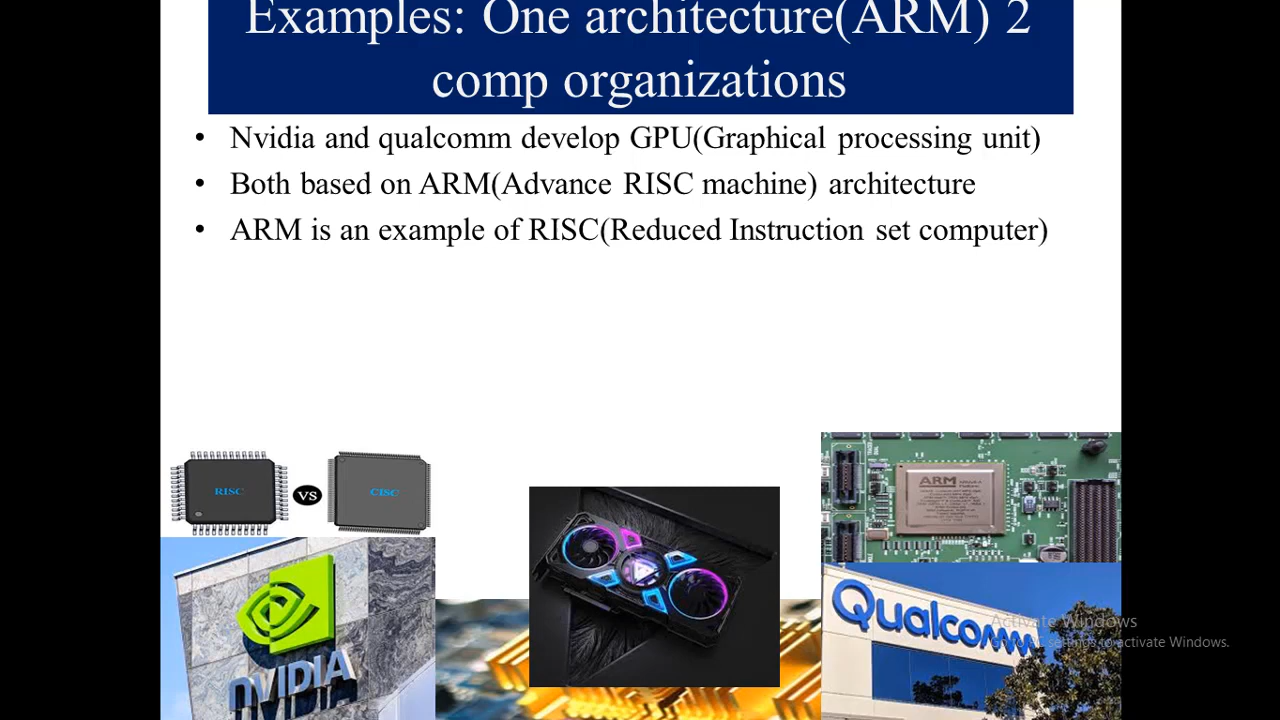 Examples: One architecture(ARM) 2
comp organizations
• Nvidia and qualcomm develop GPU(Graphical processing unit)
• Both based on ARM(Advance RISC machine) architecture
• ARM is an example of RISC(Reduced Instruction set computer)
RISC
VS
CISC
ARM
NVIDIA
Qualcomm
Activate Windows
settings to activate Windows.